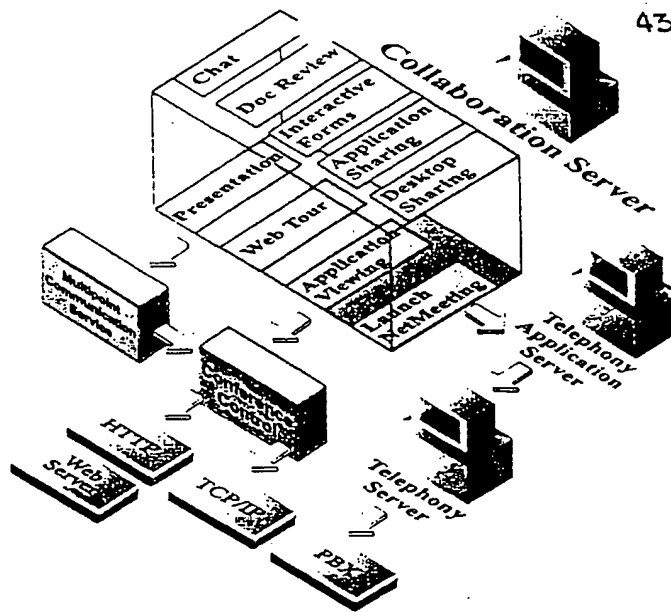 43
Chat
Doc Review
Interactive
Forms
Application
Sharing
Desktop
Sharing
Collaboration Server
Presentation
Web Tour
Application
Viewing
Launch
NetMeeting
Multipoint
Communication
Service
Conference
Control
Telephony
Application
Server
Telephony
Server
HTTP
Web
Server
TCP/IP
PBX